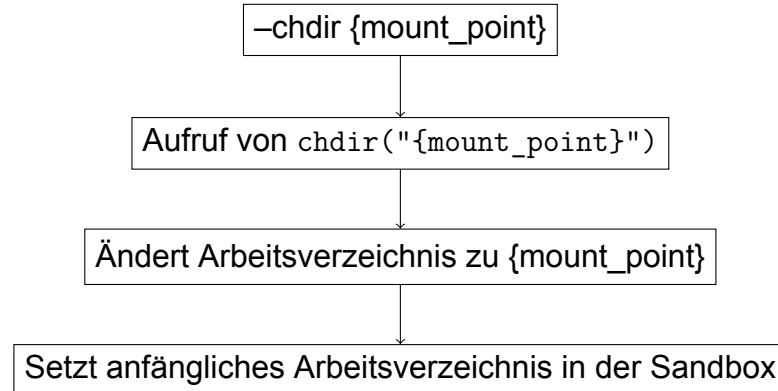 –chdir {mount_point}
Aufruf von chdir("{mount_point}")
Ändert Arbeitsverzeichnis zu {mount_point}
Setzt anfängliches Arbeitsverzeichnis in der Sandbox